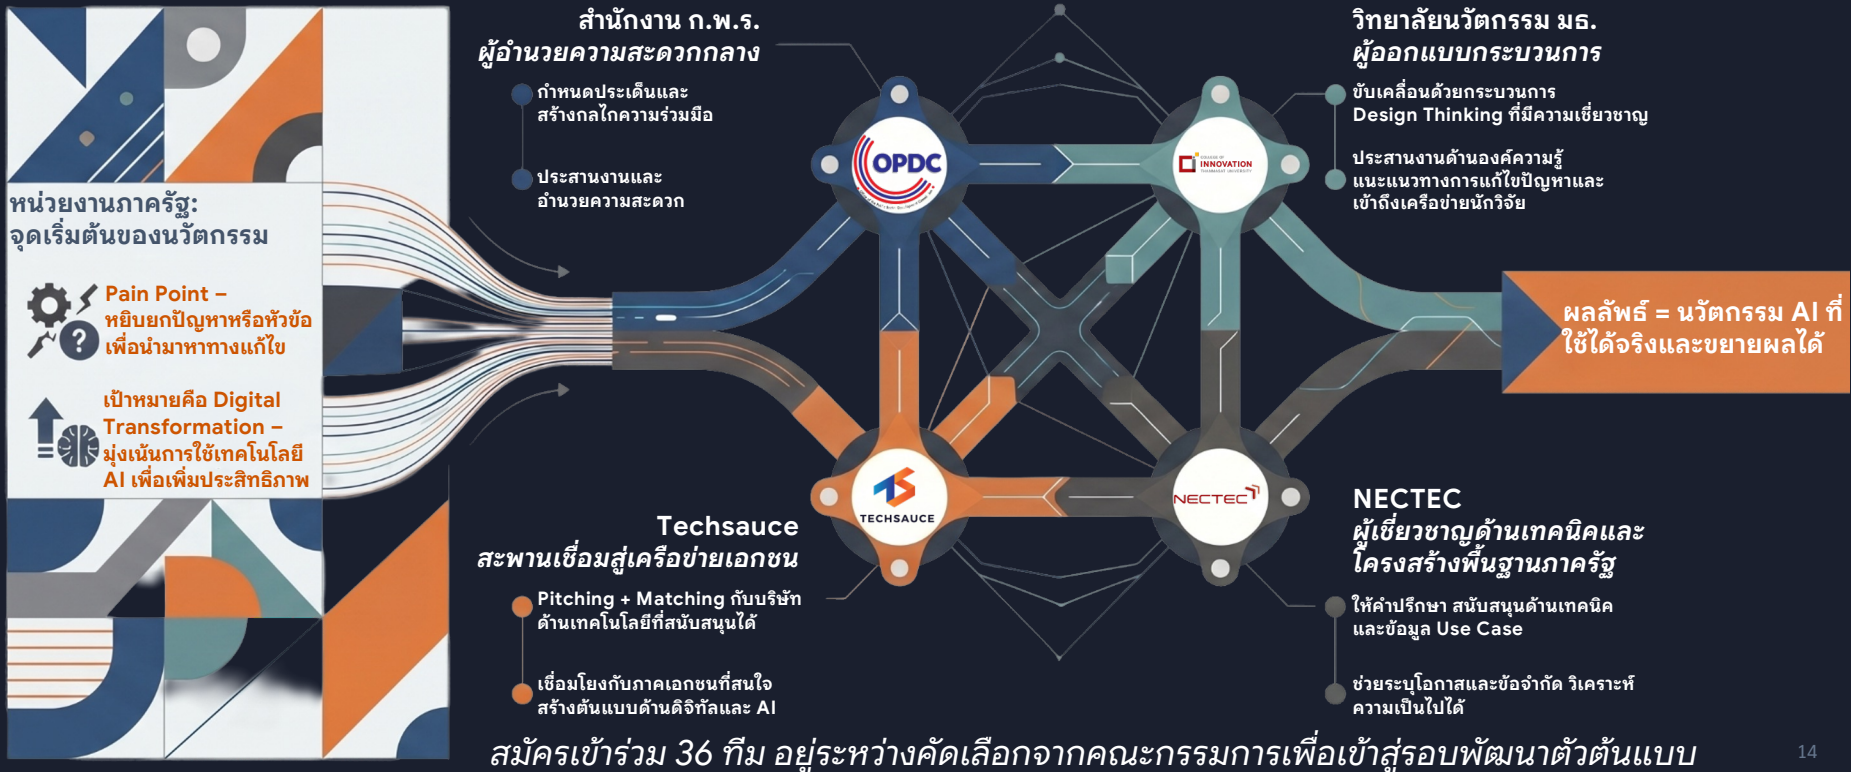 หน่วยงานภาครัฐ:
จุดเริ่มต้นของนวัตกรรม
Pain Point –
หยิบยกปัญหาหรือหัวข้อ
เพื่อนำมาหาทางแก้ไข
เป้าหมายคือ Digital
Transformation –
มุ่งเน้นการใช้เทคโนโลยี
AI เพื่อเพิ่มประสิทธิภาพ
สำนักงาน ก.พ.ร.
ผู้อำนวยความสะดวกกลาง
กำหนดประเด็นและ
สร้างกลไกความร่วมมือ
ประสานงานและ
อำนวยความสะดวก
OPDC
วิทยาลัยนวัตกรรม มธ.
ผู้ออกแบบกระบวนการ
ขับเคลื่อนด้วยกระบวนการ
Design Thinking ที่มีความเชี่ยวชาญ
ประสานงานด้านองค์ความรู้
แนะแนวทางการแก้ไขปัญหาและ
เข้าถึงเครือข่ายนักวิจัย
COLLEGE OF
INNOVATION
THAMMASAT UNIVERSITY
Techsauce
สะพานเชื่อมสู่เครือข่ายเอกชน
Pitching + Matching กับบริษัท
ด้านเทคโนโลยีที่สนับสนุนได้
เชื่อมโยงกับภาคเอกชนที่สนใจ
สร้างต้นแบบด้านดิจิทัลและ AI
TECHSAUCE
NECTEC
NECTEC
ผู้เชี่ยวชาญด้านเทคนิคและ
โครงสร้างพื้นฐานภาครัฐ
ให้คำปรึกษา สนับสนุนด้านเทคนิค
และข้อมูล Use Case
ช่วยระบุโอกาสและข้อจำกัด วิเคราะห์
ความเป็นไปได้
ผลลัพธ์ = นวัตกรรม AI ที่
ใช้ได้จริงและขยายผลได้
สมัครเข้าร่วม 36 ทีม อยู่ระหว่างคัดเลือกจากคณะกรรมการเพื่อเข้าสู่รอบพัฒนาตัวต้นแบบ
14